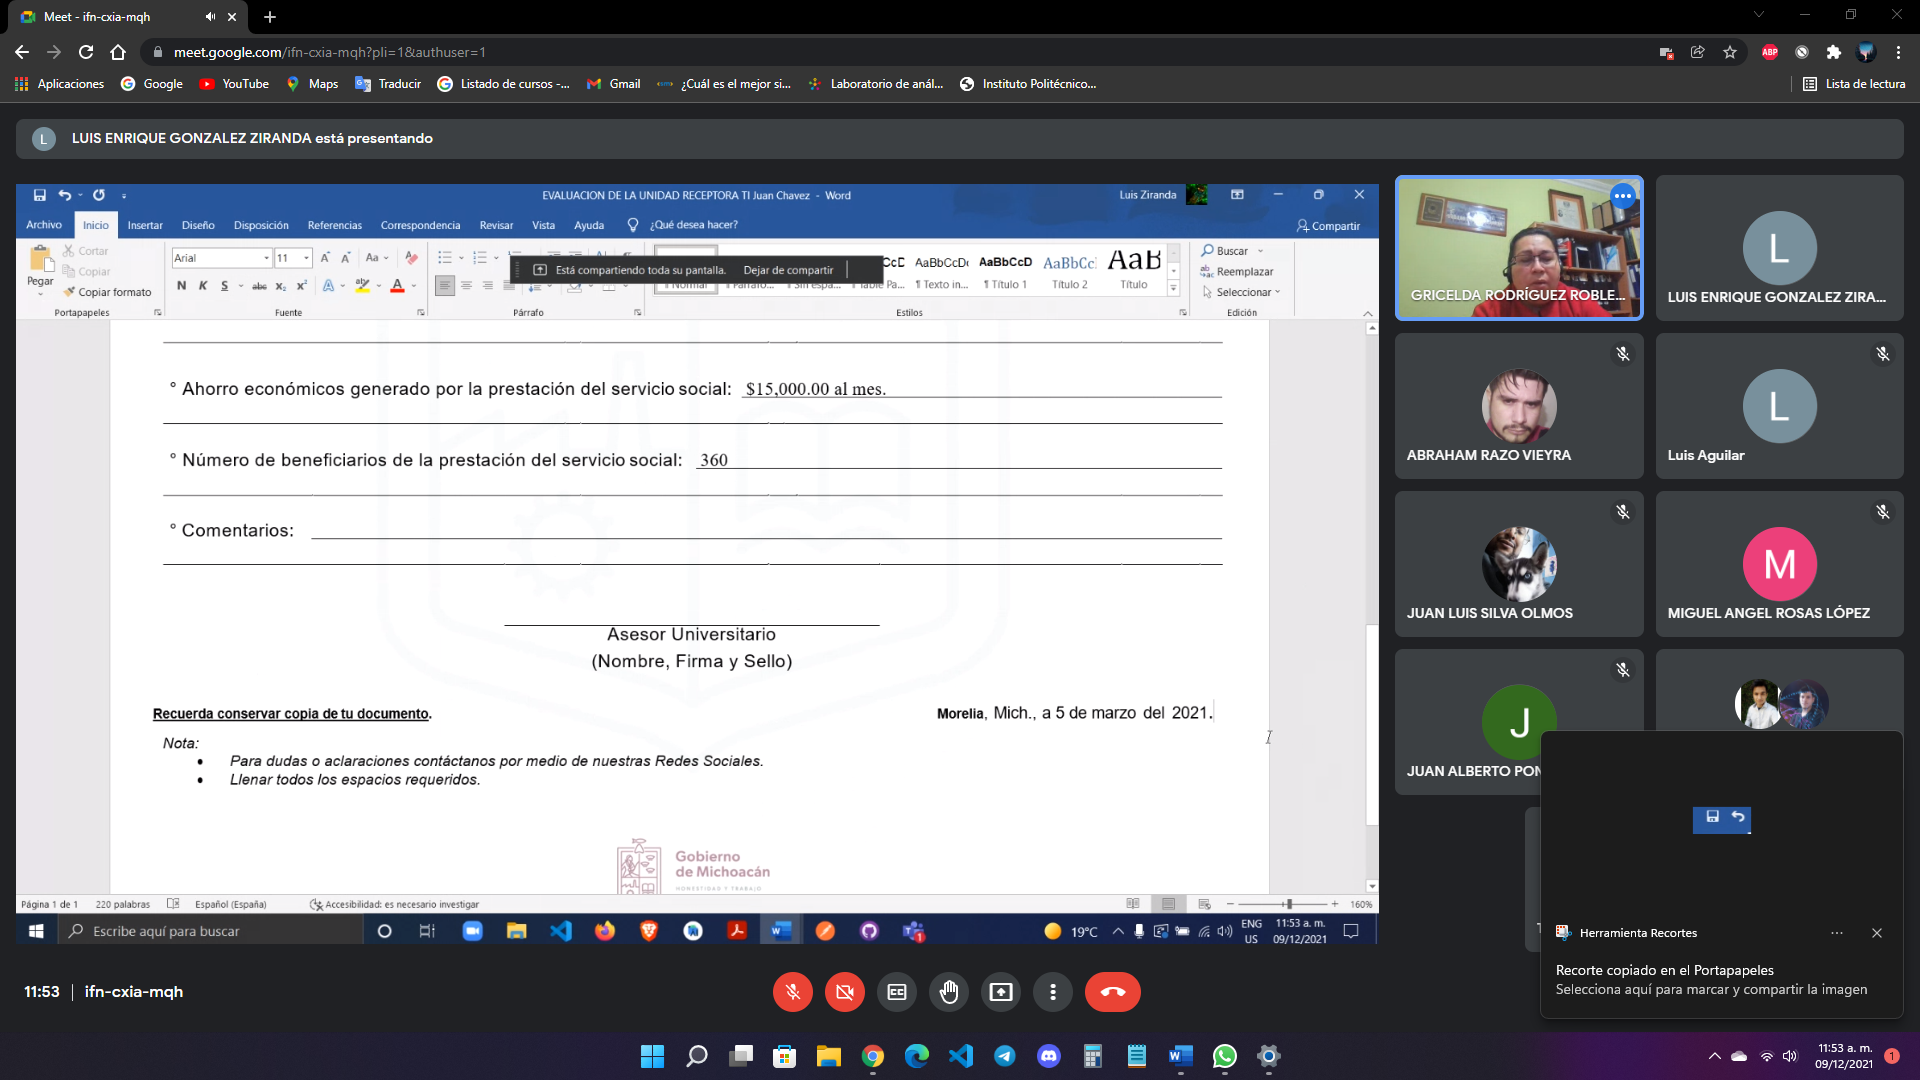 Meet - ifn-cxia-mqh
meet.google.com/ifn-cxia-mqh?pli=1&authuser=1
ABP
Aplicaciones Google YouTube Maps Traducir Listado de cursos -... Gmail ¿Cuál es el mejor si... Laboratorio de anál... Instituto Politécnico... Lista de lectura
L LUIS ENRIQUE GONZALEZ ZIRANDA está presentando
EVALUACION DE LA UNIDAD RECEPTORA TI Juan Chavez - Word Luis Ziranda
Archivo Inicio Insertar Diseño Disposición Referencias Correspondencia Revisar Vista Ayuda ¿Qué desea hacer? Compartir
Pegar
Cortar
Copiar
Copiar formato
Portapapeles
Arial 11
N K S abc
Fuente
Párrafo
Está compartiendo toda su pantalla. Dejar de compartir
AaBbCcDc AaBbCcD AaBbCc AaB
¶ Normal ¶ Párrafo... ¶ Sin espa... ¶ Table Pa... ¶ Texto in... ¶ Título 1 Título 2 Título
Estilos
Buscar
Reemplazar
Seleccionar
Edición
° Ahorro económicos generado por la prestación del servicio social: $15,000.00 al mes.
° Número de beneficiarios de la prestación del servicio social: 360
° Comentarios:
Asesor Universitario
(Nombre, Firma y Sello)
Recuerda conservar copia de tu documento.
Morelia, Mich., a 5 de marzo del 2021.
Nota:
• Para dudas o aclaraciones contáctanos por medio de nuestras Redes Sociales.
• Llenar todos los espacios requeridos.
Gobierno
de Michoacán
HONESTIDAD Y TRABAJO
Página 1 de 1 220 palabras Español (España) Accesibilidad: es necesario investigar 160%
Escribe aquí para buscar
19°C
ENG
US
11:53 a. m.
09/12/2021
GRICELDA RODRÍGUEZ ROBLE...
L
LUIS ENRIQUE GONZALEZ ZIRA...
ABRAHAM RAZO VIEYRA
L
Luis Aguilar
JUAN LUIS SILVA OLMOS
M
MIGUEL ANGEL ROSAS LÓPEZ
J
JUAN ALBERTO PON
Herramienta Recortes
Recorte copiado en el Portapapeles
Selecciona aquí para marcar y compartir la imagen
11:53 | ifn-cxia-mqh
11:53 a. m.
09/12/2021
1